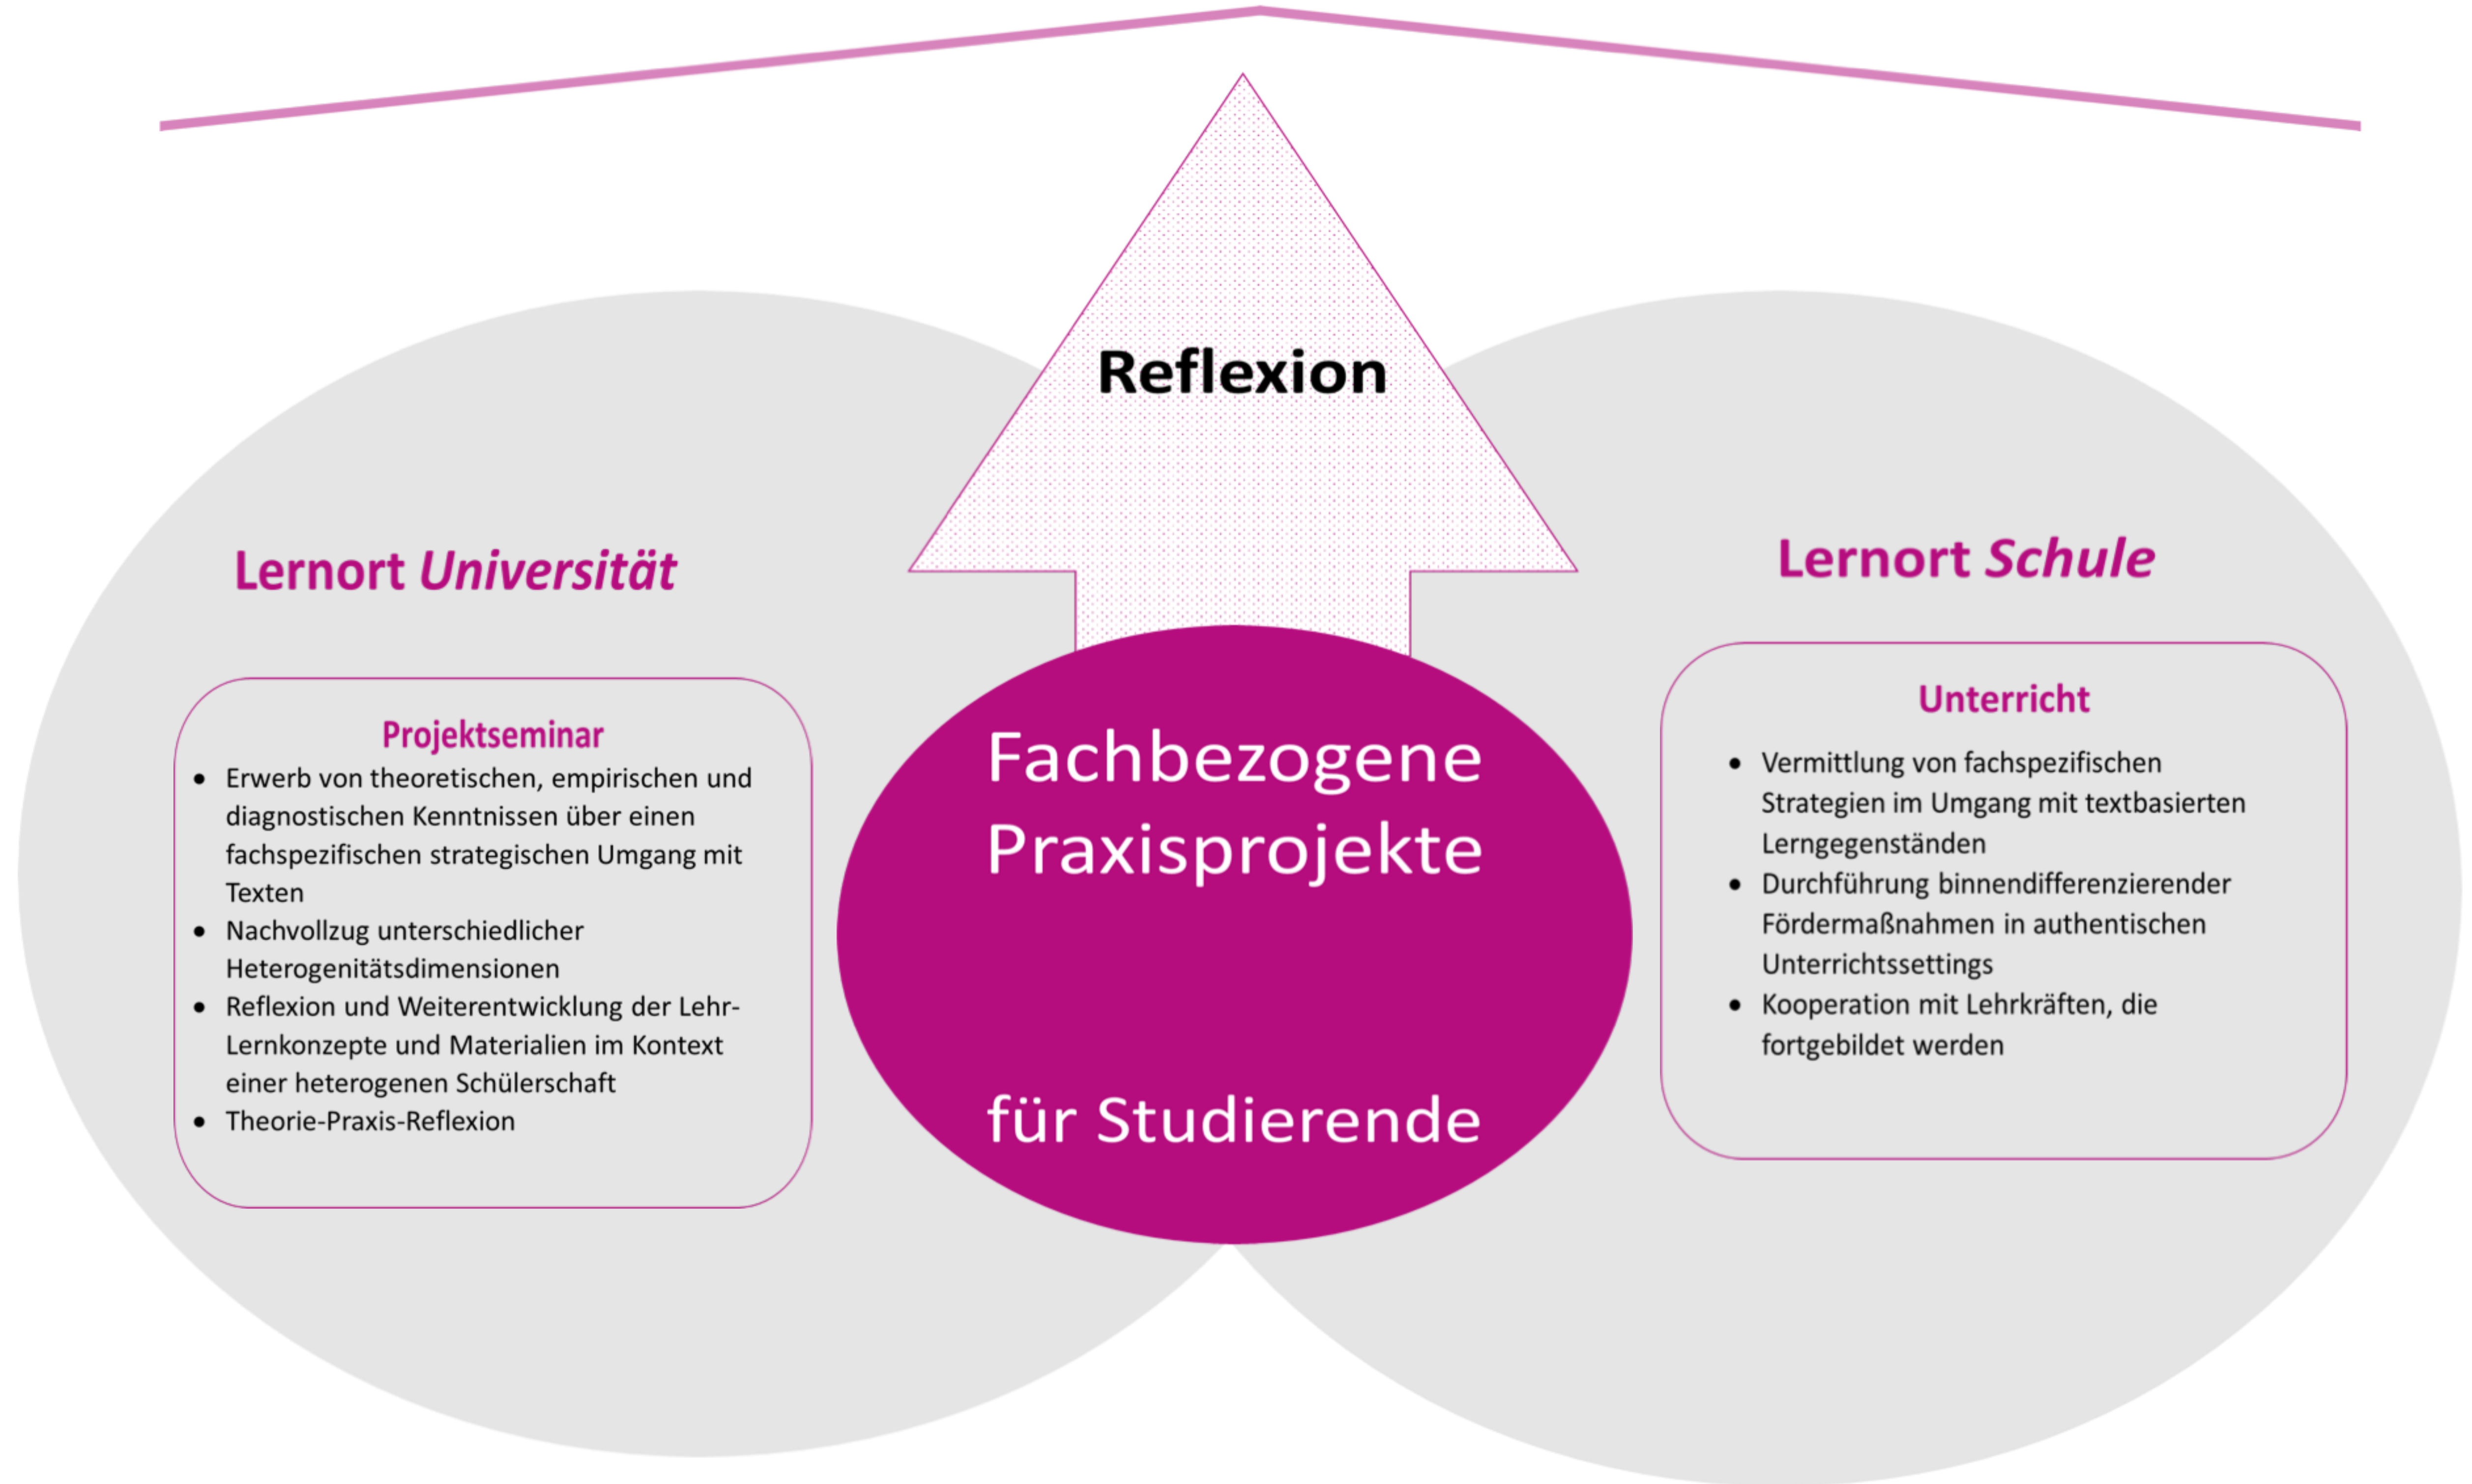 Reflexion
Lernort Universität
Projektseminar
• Erwerb von theoretischen, empirischen und
diagnostischen Kenntnissen über einen
fachspezifischen strategischen Umgang mit
Texten
• Nachvollzug unterschiedlicher
Heterogenitätsdimensionen
• Reflexion und Weiterentwicklung der Lehr-
Lernkonzepte und Materialien im Kontext
einer heterogenen Schülerschaft
• Theorie-Praxis-Reflexion
Fachbezogene
Praxisprojekte
für Studierende
Lernort Schule
Unterricht
• Vermittlung von fachspezifischen
Strategien im Umgang mit textbasierten
Lerngegenständen
• Durchführung binnendifferenzierender
Fördermaßnahmen in authentischen
Unterrichtssettings
• Kooperation mit Lehrkräften, die
fortgebildet werden